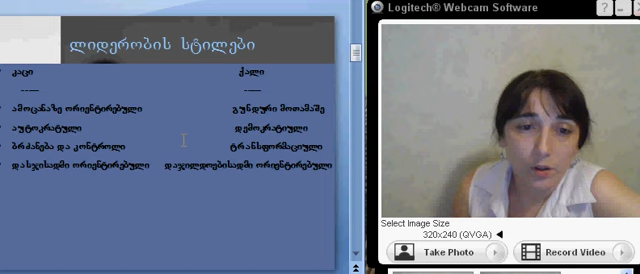 ლიდერობის სტილები
კაცი ქალი
----- -----
ამოცანაზე ორიენტირებული გუნდური მოთამაშე
აუტოკრატული დემოკრატიული
ბრძანება და კონტროლი ტრანსფორმაციული
დასჯისადმი ორიენტირებული დაჯილდოებისადმი ორიენტირებული
Logitech® Webcam Software
Select Image Size
320x240 (QVGA)
Take Photo
Record Video